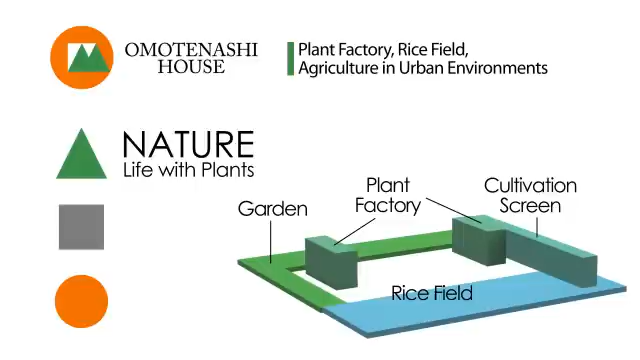 OMOTENASHI
HOUSE
Plant Factory, Rice Field,
Agriculture in Urban Environments
NATURE
Life with Plants
Garden
Plant
Factory
Cultivation
Screen
Rice Field